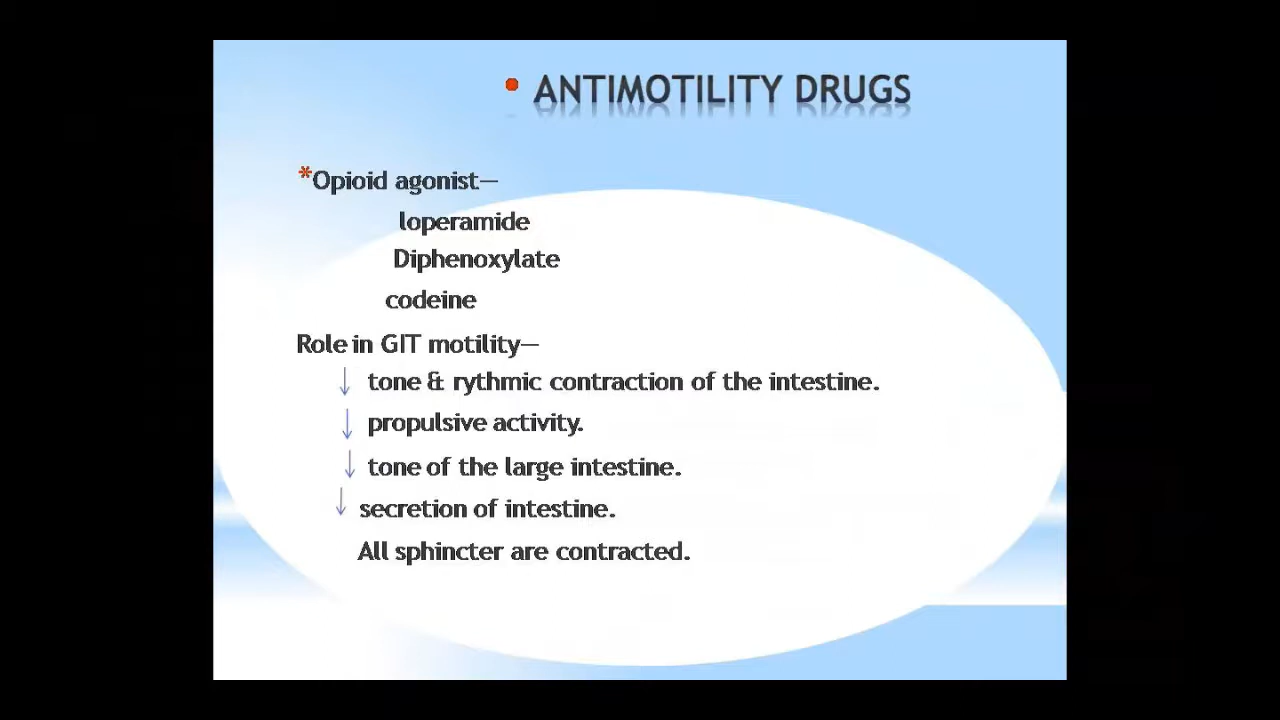 • ANTIMOTILITY DRUGS
*Opioid agonist—
loperamide
Diphenoxylate
codeine
Role in GIT motility—
↓ tone & rythmic contraction of the intestine.
↓ propulsive activity.
↓ tone of the large intestine.
↓ secretion of intestine.
All sphincter are contracted.